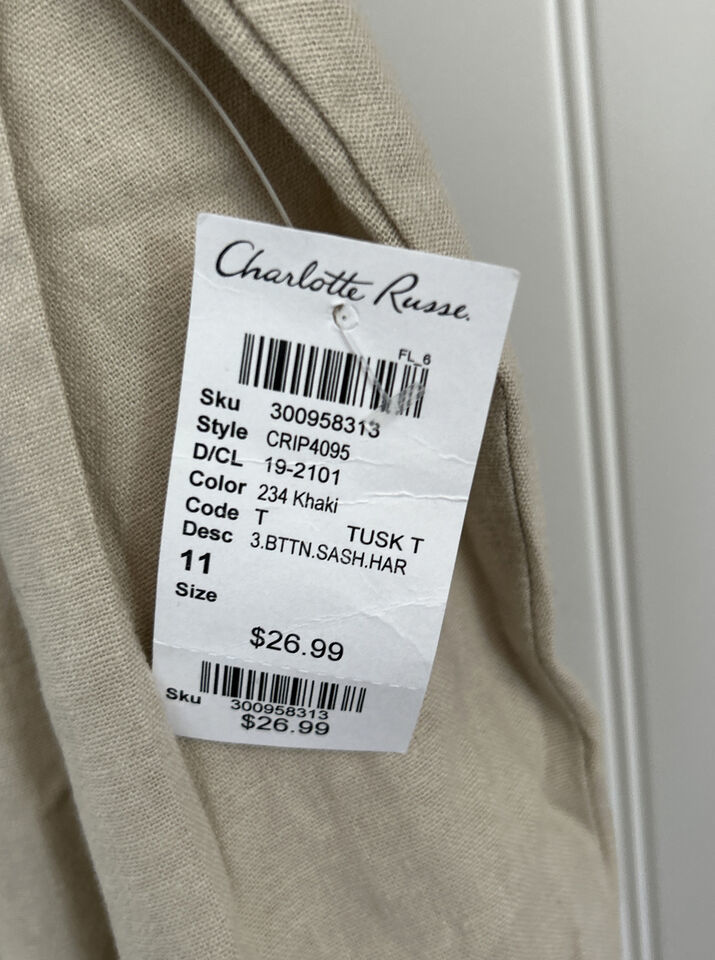 Charlotte Russe.
FL_6
Sku 300958313
Style CRIP4095
D/CL 19-2101
Color 234 Khaki
Code T TUSK T
Desc 3.BTTN.SASH.HAR
11
Size
$26.99
Sku 300958313
$26.99